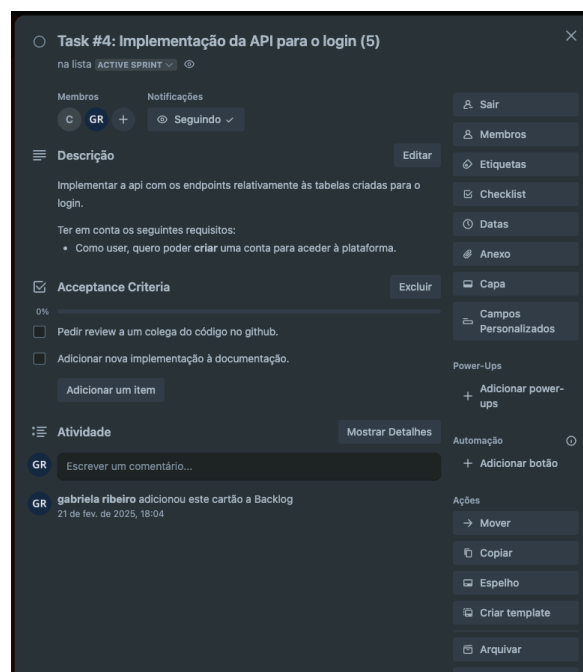 Task #4: Implementação da API para o login (5)
na lista ACTIVE SPRINT
Membros
Notificações
C GR +
Seguindo
Descrição
Editar
Implementar a api com os endpoints relativamente às tabelas criadas para o
login.
Ter em conta os seguintes requisitos:
• Como user, quero poder criar uma conta para aceder à plataforma.
Acceptance Criteria
Excluir
0%
Pedir review a um colega do código no github.
Adicionar nova implementação à documentação.
Adicionar um item
Atividade
Mostrar Detalhes
GR
Escrever um comentário...
GR
gabriela ribeiro adicionou este cartão a Backlog
21 de fev. de 2025, 18:04
Sair
Membros
Etiquetas
Checklist
Datas
Anexo
Capa
Campos
Personalizados
Power-Ups
+ Adicionar power-
ups
Automação
+ Adicionar botão
Ações
Mover
Copiar
Espelho
Criar template
Arquivar